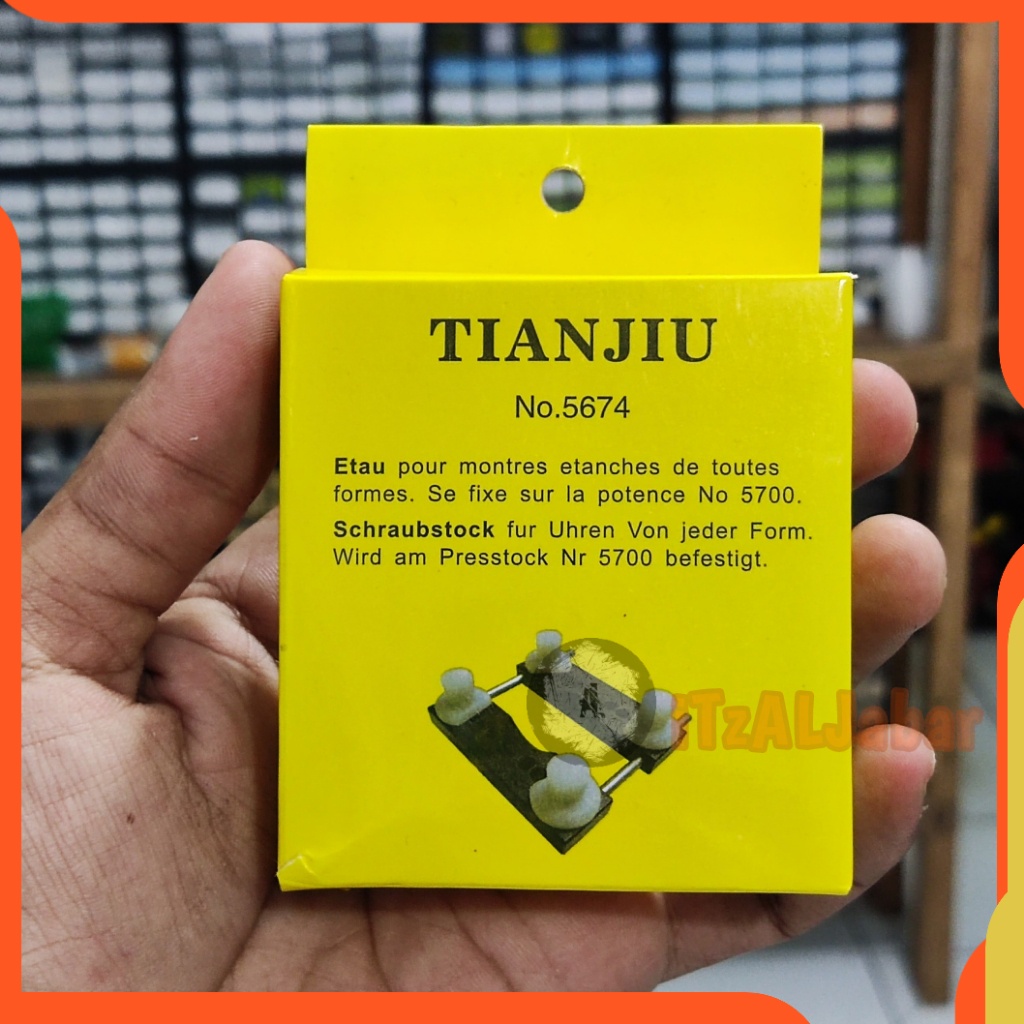 TIANJIU
No.5674
Etau pour montres etanches de toutes
formes. Se fixe sur la potence No 5700.
Schraubstock fur Uhren Von jeder Form.
Wird am Presstock Nr 5700 befestigt.
iTzALJabar